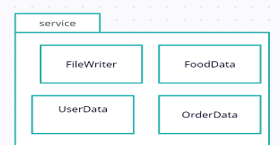 service
FileWriter
FoodData
UserData
OrderData